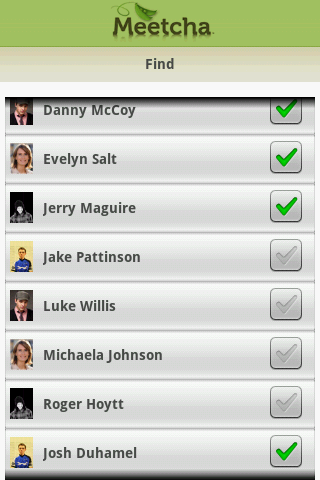 Meetcha
Find
Danny McCoy
Evelyn Salt
Jerry Maguire
Jake Pattinson
Luke Willis
Michaela Johnson
Roger Hoytt
Josh Duhamel